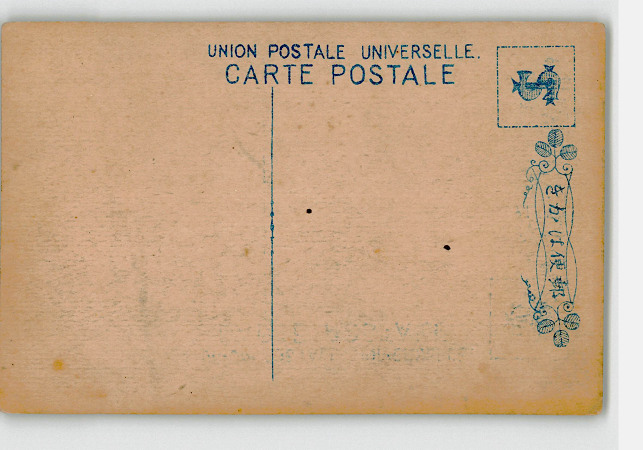 UNION POSTALE UNIVERSELLE.
CARTE POSTALE
郵便はかき